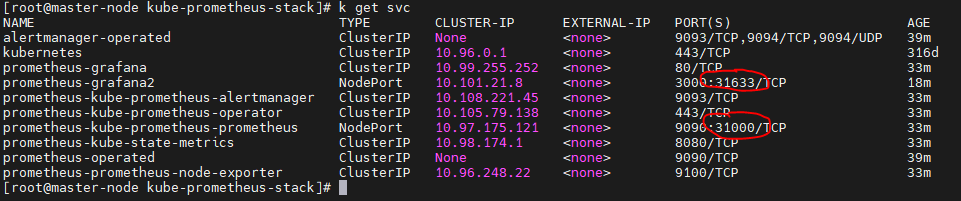 [root@master-node kube-prometheus-stack]# k get svc
NAME TYPE CLUSTER-IP EXTERNAL-IP PORT(S) AGE
alertmanager-operated ClusterIP None <none> 9093/TCP,9094/TCP,9094/UDP 39m
kubernetes ClusterIP 10.96.0.1 <none> 443/TCP 316d
prometheus-grafana ClusterIP 10.99.255.252 <none> 80/TCP 33m
prometheus-grafana2 NodePort 10.101.21.8 <none> 3000:31633/TCP 18m
prometheus-kube-prometheus-alertmanager ClusterIP 10.108.221.45 <none> 9093/TCP 33m
prometheus-kube-prometheus-operator ClusterIP 10.105.79.138 <none> 443/TCP 33m
prometheus-kube-prometheus-prometheus NodePort 10.97.175.121 <none> 9090:31000/TCP 33m
prometheus-kube-state-metrics ClusterIP 10.98.174.1 <none> 8080/TCP 33m
prometheus-operated ClusterIP None <none> 9090/TCP 39m
prometheus-prometheus-node-exporter ClusterIP 10.96.248.22 <none> 9100/TCP 33m
[root@master-node kube-prometheus-stack]#